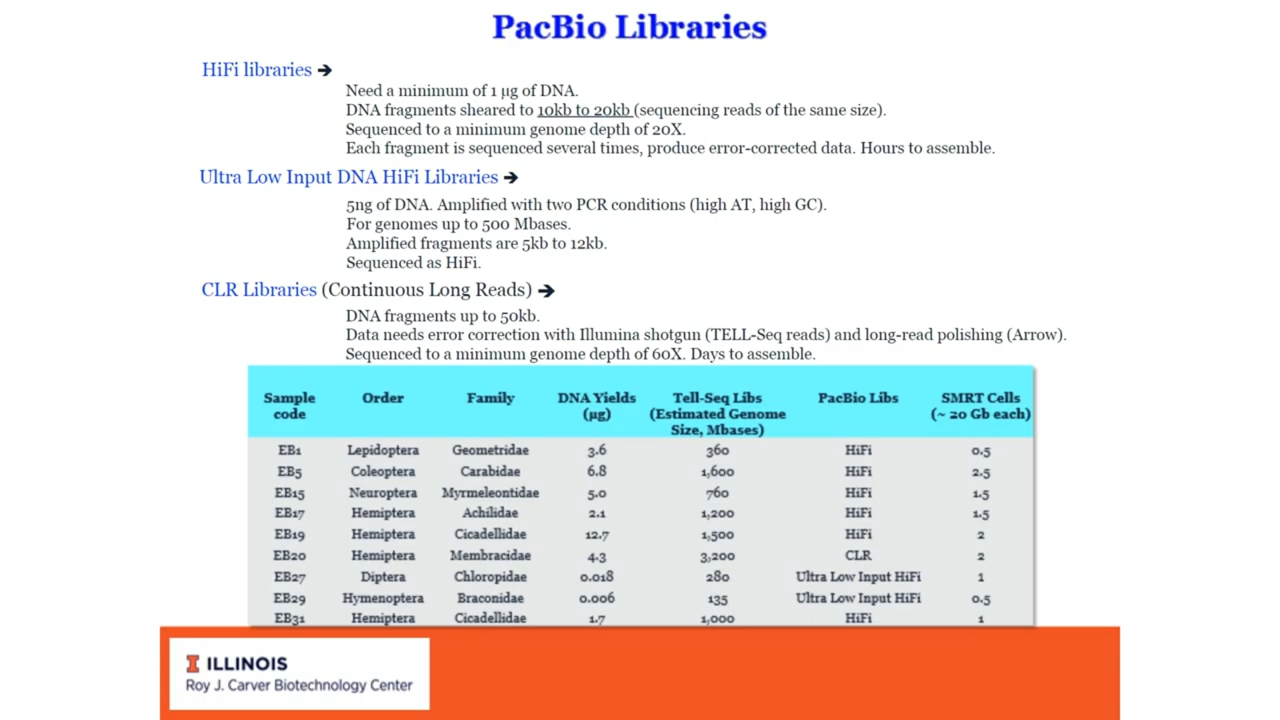 PacBio Libraries
HiFi libraries ➔
Need a minimum of 1 μg of DNA.
DNA fragments sheared to 10kb to 20kb (sequencing reads of the same size).
Sequenced to a minimum genome depth of 20X.
Each fragment is sequenced several times, produce error-corrected data. Hours to assemble.
Ultra Low Input DNA HiFi Libraries ➔
5ng of DNA. Amplified with two PCR conditions (high AT, high GC).
For genomes up to 500 Mbases.
Amplified fragments are 5kb to 12kb.
Sequenced as HiFi.
CLR Libraries (Continuous Long Reads) ➔
DNA fragments up to 50kb.
Data needs error correction with Illumina shotgun (TELL-Seq reads) and long-read polishing (Arrow).
Sequenced to a minimum genome depth of 60X. Days to assemble.
Sample code Order Family DNA Yields (μg) Tell-Seq Libs (Estimated Genome Size, Mbases) PacBio Libs SMRT Cells (~ 20 Gb each)
EB1 Lepidoptera Geometridae 3.6 360 HiFi 0.5
EB5 Coleoptera Carabidae 6.8 1,600 HiFi 2.5
EB15 Neuroptera Myrmeleontidae 5.0 760 HiFi 1.5
EB17 Hemiptera Achilidae 2.1 1,200 HiFi 1.5
EB19 Hemiptera Cicadellidae 12.7 1,500 HiFi 2
EB20 Hemiptera Membracidae 4.3 3,200 CLR 2
EB27 Diptera Chloropidae 0.018 280 Ultra Low Input HiFi 1
EB29 Hymenoptera Braconidae 0.006 135 Ultra Low Input HiFi 0.5
EB31 Hemiptera Cicadellidae 1.7 1,000 HiFi 1
I ILLINOIS
Roy J. Carver Biotechnology Center